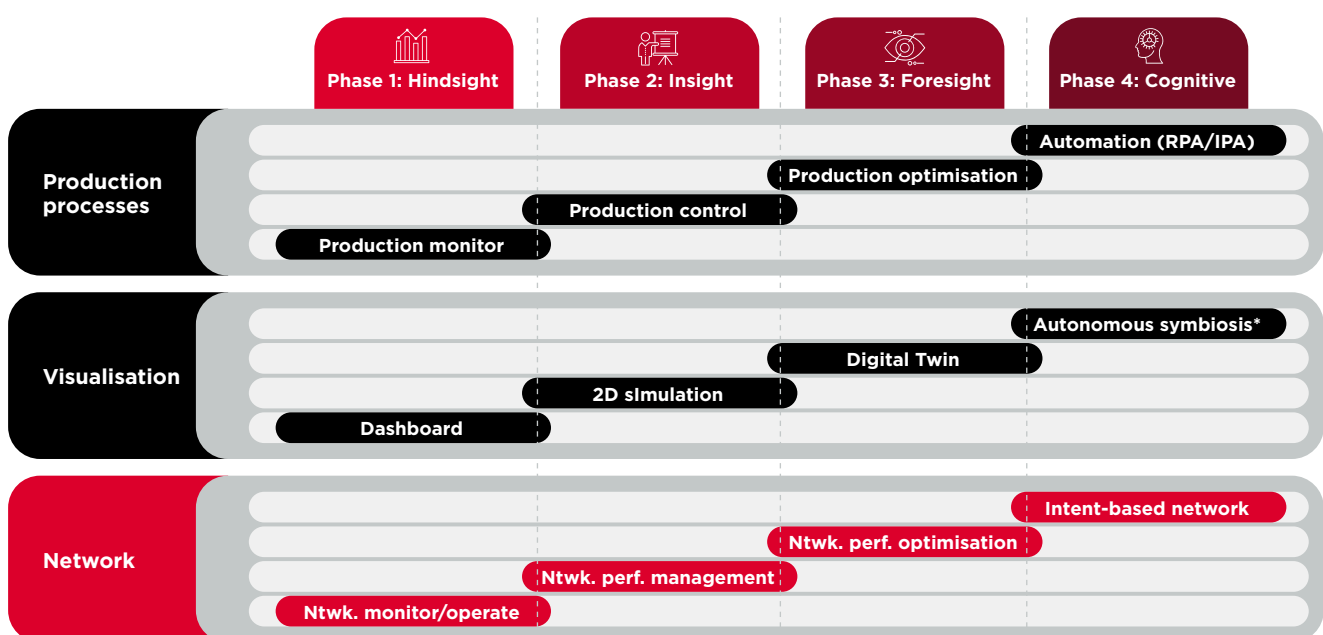 Phase 1: Hindsight
Phase 2: Insight
Phase 3: Foresight
Phase 4: Cognitive
Production
processes
Automation (RPA/IPA)
Production optimisation
Production control
Production monitor
Visualisation
Autonomous symbiosis*
Digital Twin
2D sImulation
Dashboard
Network
Intent-based network
Ntwk. perf. optimisation
Ntwk. perf. management
Ntwk. monitor/operate